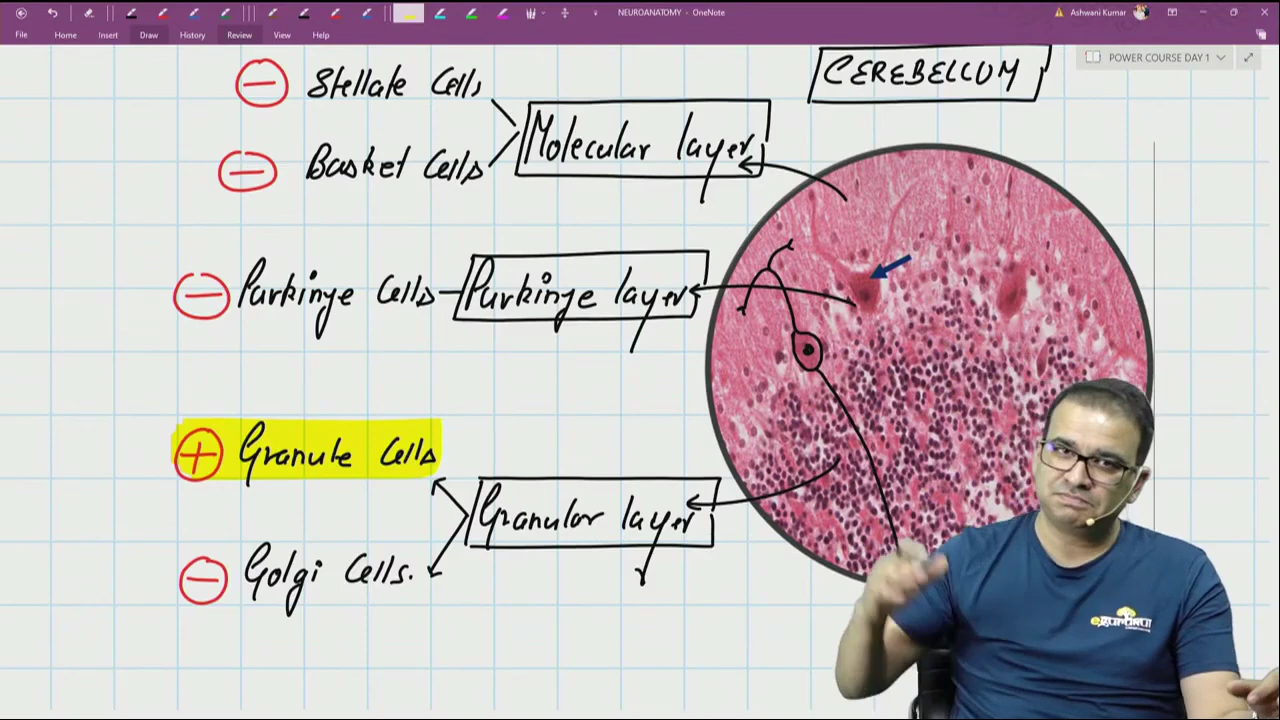 NEUROANATOMY - OneNote
Ashwani Kumar
File Home Insert Draw History Review View Help
POWER COURSE DAY 1
CEREBELLUM
Stellate Cells
Basket Cells
Molecular layer
Purkinje Cells
Purkinje layer
Granule Cells
Granular layer
Golgi Cells.
egurukul